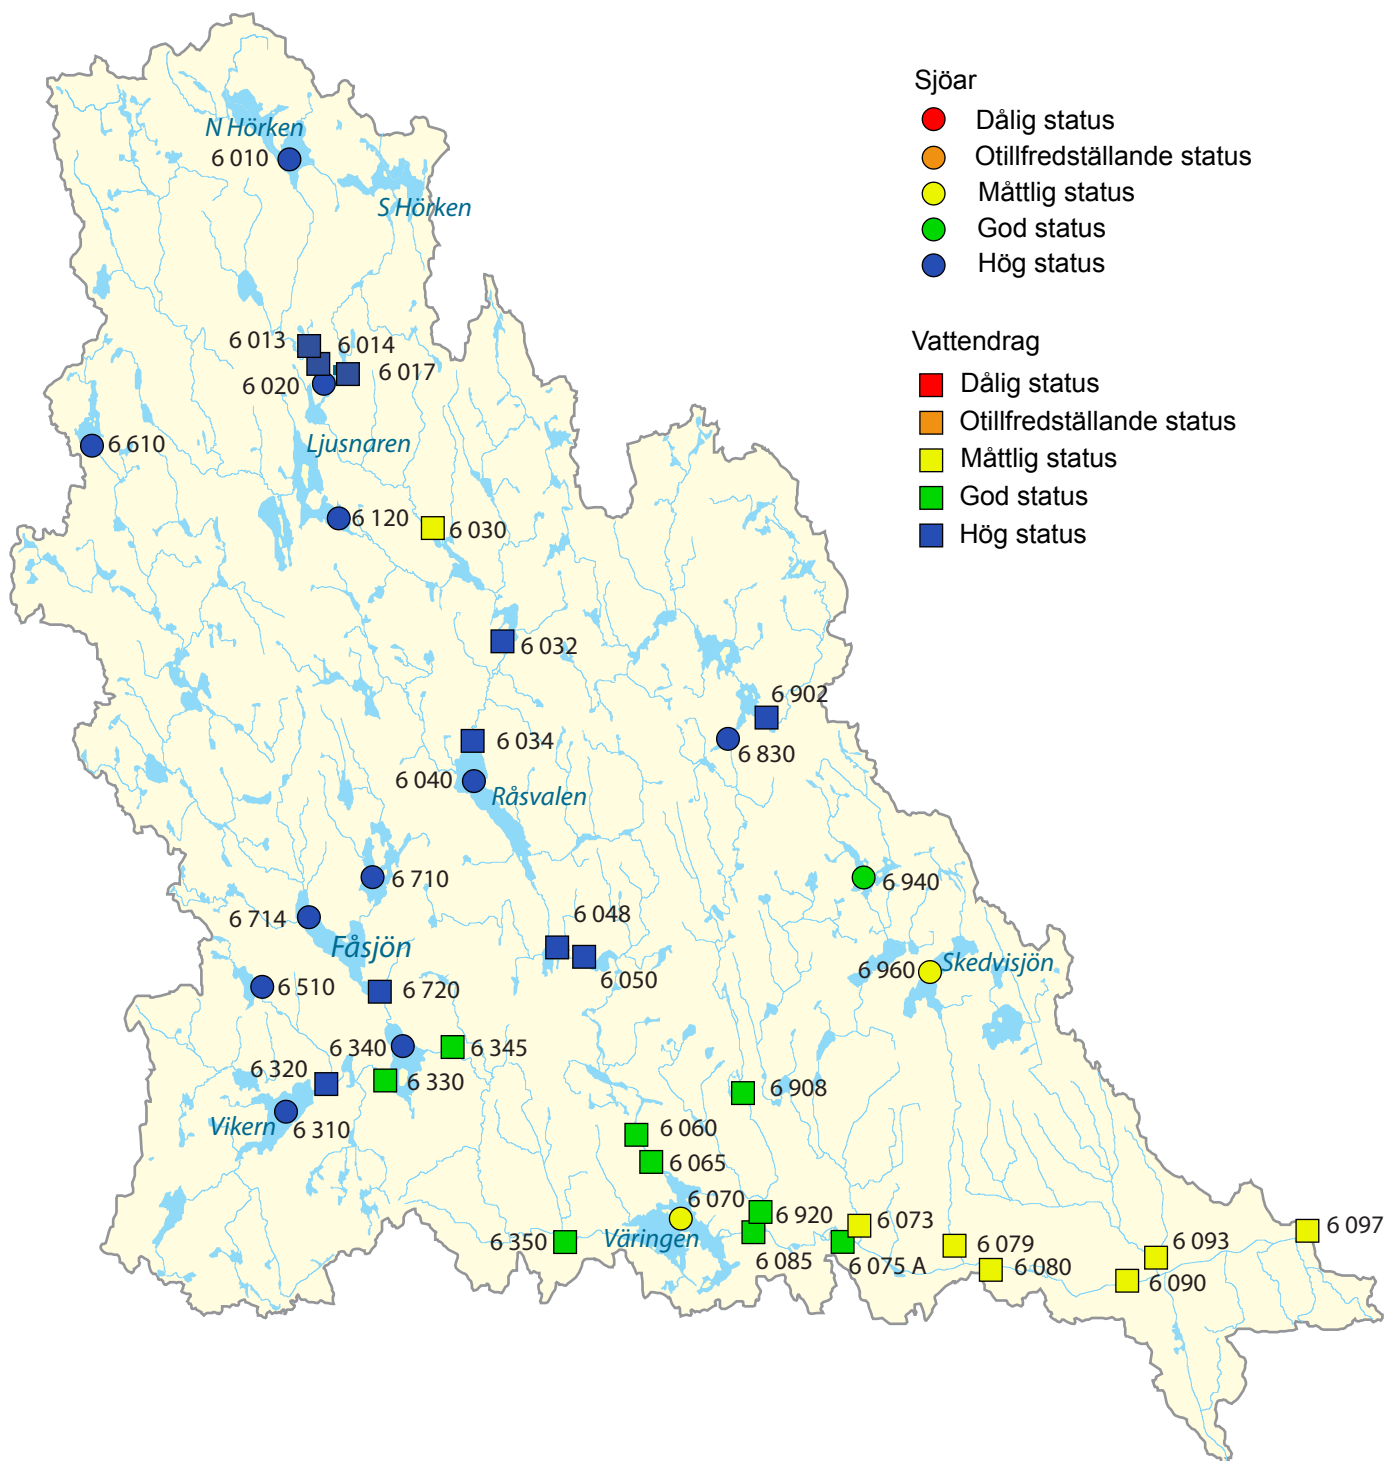 Sjöar
Dålig status
Otillfredställande status
Måttlig status
God status
Hög status
Vattendrag
Dålig status
Otillfredställande status
Måttlig status
God status
Hög status
N Hörken
6 010
S Hörken
6 013
6 014
6 017
6 020
Ljusnaren
6 610
6 120
6 030
6 032
6 902
6 034
6 830
6 040
Råsvalen
6 710
6 940
6 714
6 048
Fåsjön
6 960
Skedvisjön
6 050
6 510
6 720
6 340
6 345
6 320
6 330
6 908
Vikern
6 310
6 060
6 065
6 070
6 920
6 073
6 350
Väringen
6 085
6 075 A
6 079
6 080
6 093
6 090
6 097